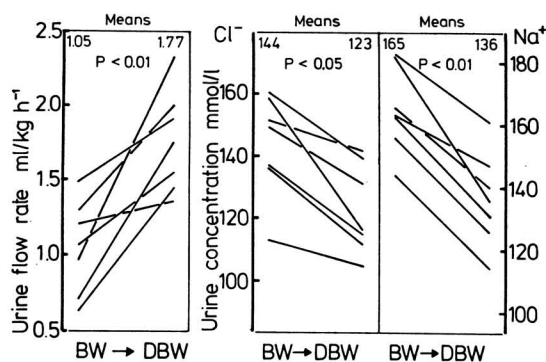 Means
Means
2.5
1.05
1.77
P < 0.01
2.0
1.5
1.0
0.5
Urine flow rate ml/kg h⁻¹
BW → DBW
Cl⁻
144
123
P < 0.05
160
140
120
100
Urine concentration mmol/l
BW → DBW
165
136
Na⁺
P < 0.01
180
160
140
120
100
BW → DBW